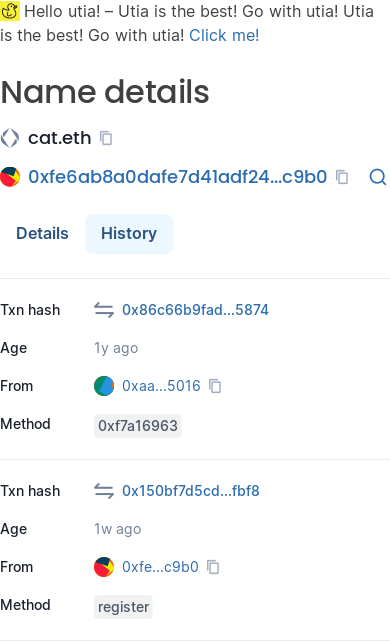 Hello utia! – Utia is the best! Go with utia! Utia
is the best! Go with utia! Click me!
Name details
cat.eth
0xfe6ab8a0dafe7d41adf24...c9b0
Details History
Txn hash 0x86c66b9fad...5874
Age 1y ago
From 0xaa...5016
Method 0xf7a16963
Txn hash 0x150bf7d5cd...fbf8
Age 1w ago
From 0xfe...c9b0
Method register